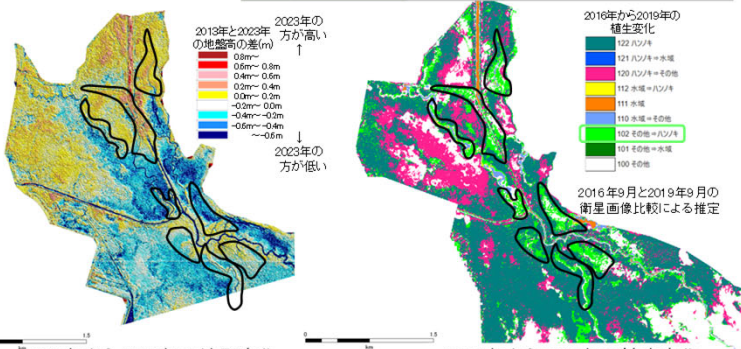 2013年と2023年
の地盤高の差(m)
0.8m~
0.6m~ 0.8m
0.4m~ 0.6m
0.2m~ 0.4m
0.0m~ 0.2m
-0.2m~ 0.0m
-0.4m~-0.2m
-0.6m~-0.4m
~-0.6m
2023年の
方が高い
2023年の
方が低い
1.5
km
2016年から2019年の
植生変化
122 ハンノキ
121 ハンノキ⇒水域
120 ハンノキ⇒その他
112 水域⇒ハンノキ
111 水域
110 水域⇒その他
102 その他⇒ハンノキ
101 その他⇒水域
100 その他
2016年9月と2019年9月の
衛星画像比較による推定
0
1.5
km